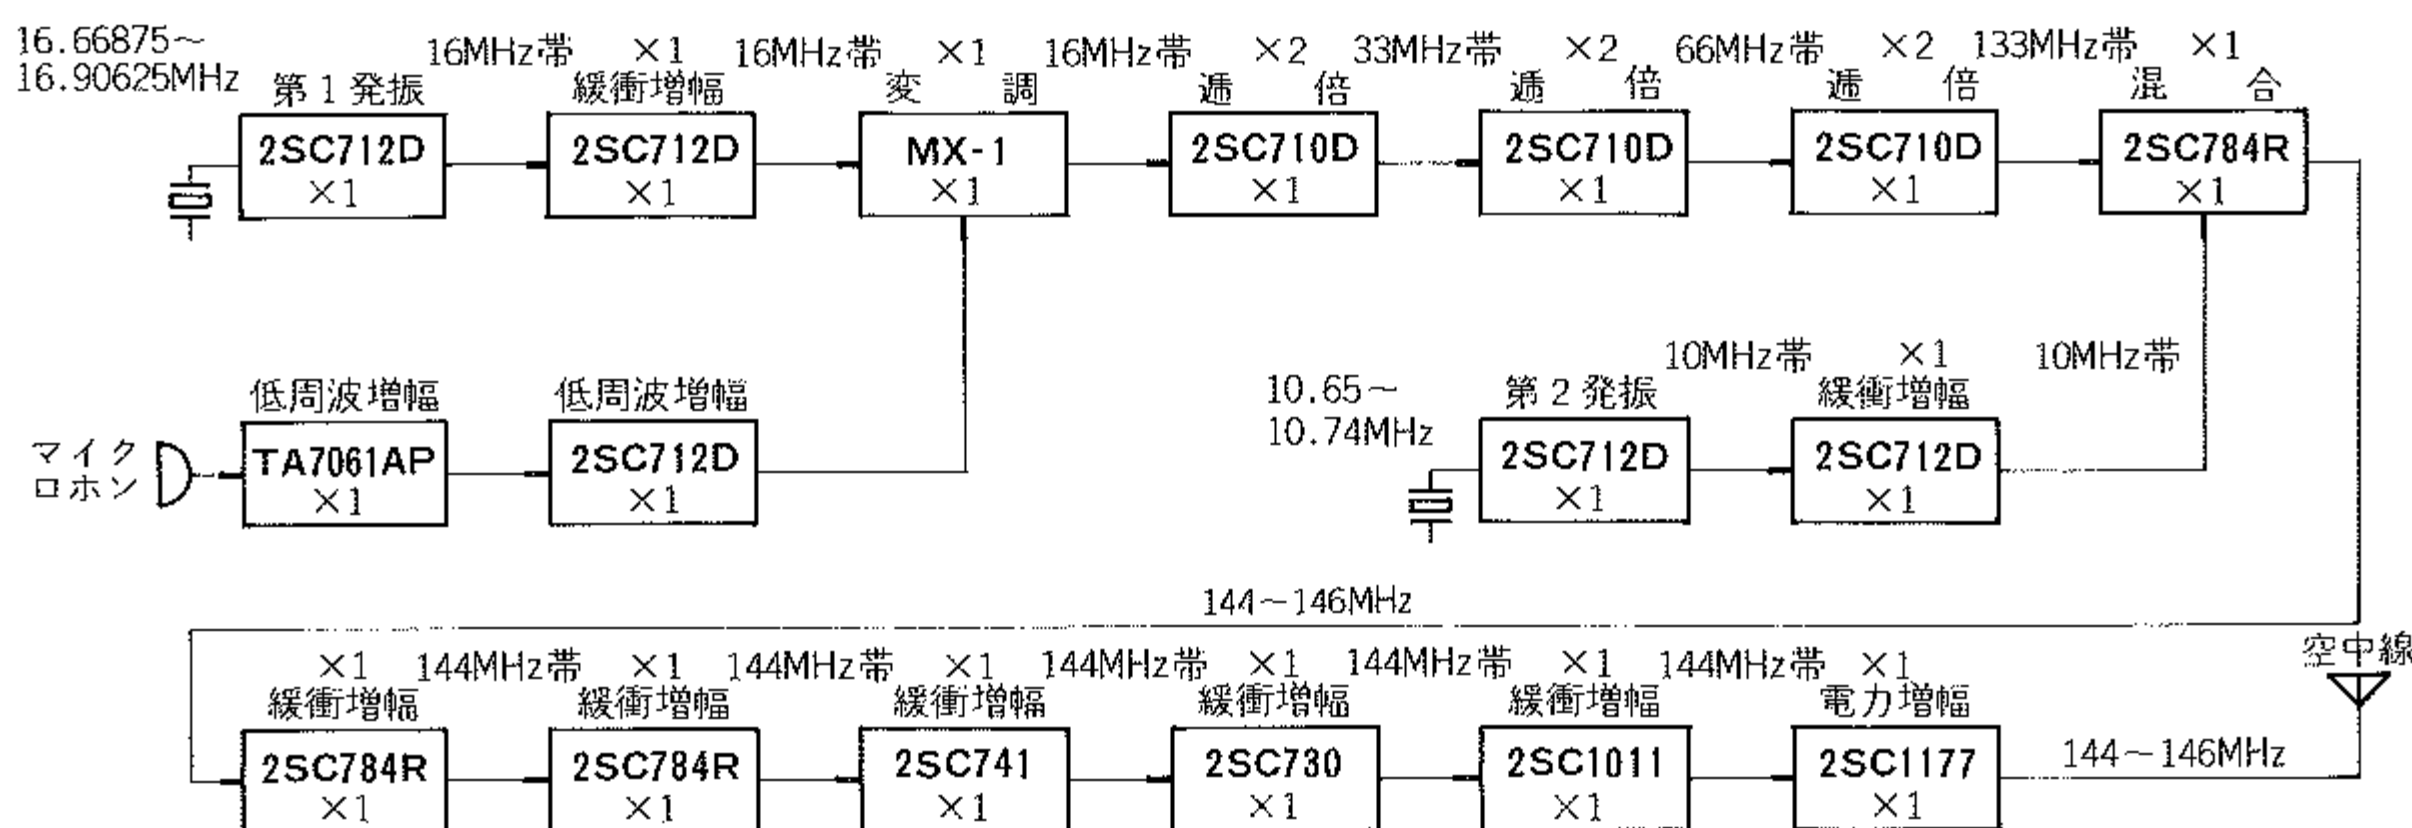 16.66875～
16.90625MHz
16MHz帯 ×1 16MHz帯 ×1 16MHz帯 ×2 33MHz帯 ×2 66MHz帯 ×2 133MHz帯 ×1
第1発振 緩衝増幅 変調 逓倍 逓倍 逓倍 混合
2SC712D 2SC712D MX-1 2SC710D 2SC710D 2SC710D 2SC784R
×1 ×1 ×1 ×1 ×1 ×1 ×1
10MHz帯 ×1 10MHz帯
低周波増幅 低周波増幅 10.65～ 第2発振 緩衝増幅
10.74MHz
マイク
ロホン
TA7061AP 2SC712D 2SC712D 2SC712D
×1 ×1 ×1 ×1
144～146MHz
×1 144MHz帯 ×1 144MHz帯 ×1 144MHz帯 ×1 144MHz帯 ×1 144MHz帯 ×1 空中線
緩衝増幅 緩衝増幅 緩衝増幅 緩衝増幅 緩衝増幅 電力増幅
2SC784R 2SC784R 2SC741 2SC730 2SC1011 2SC1177 144～146MHz
×1 ×1 ×1 ×1 ×1 ×1